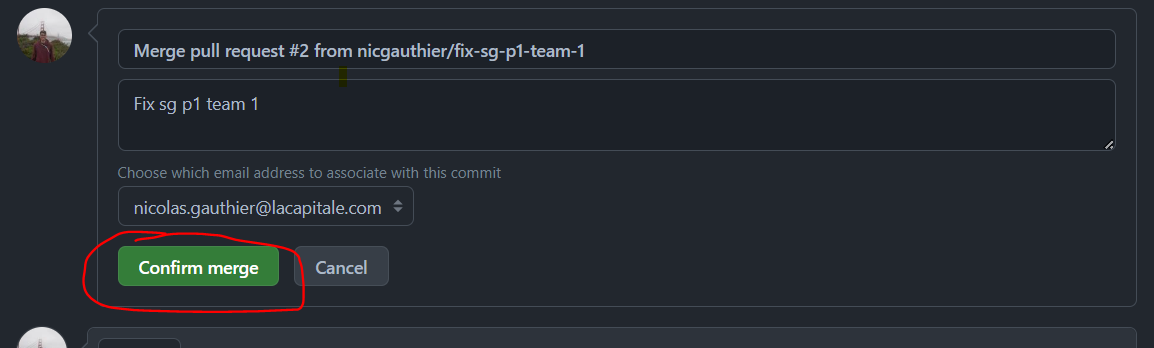 Merge pull request #2 from nicgauthier/fix-sg-p1-team-1
Fix sg p1 team 1
Choose which email address to associate with this commit
nicolas.gauthier@lacapitale.com
Confirm merge
Cancel